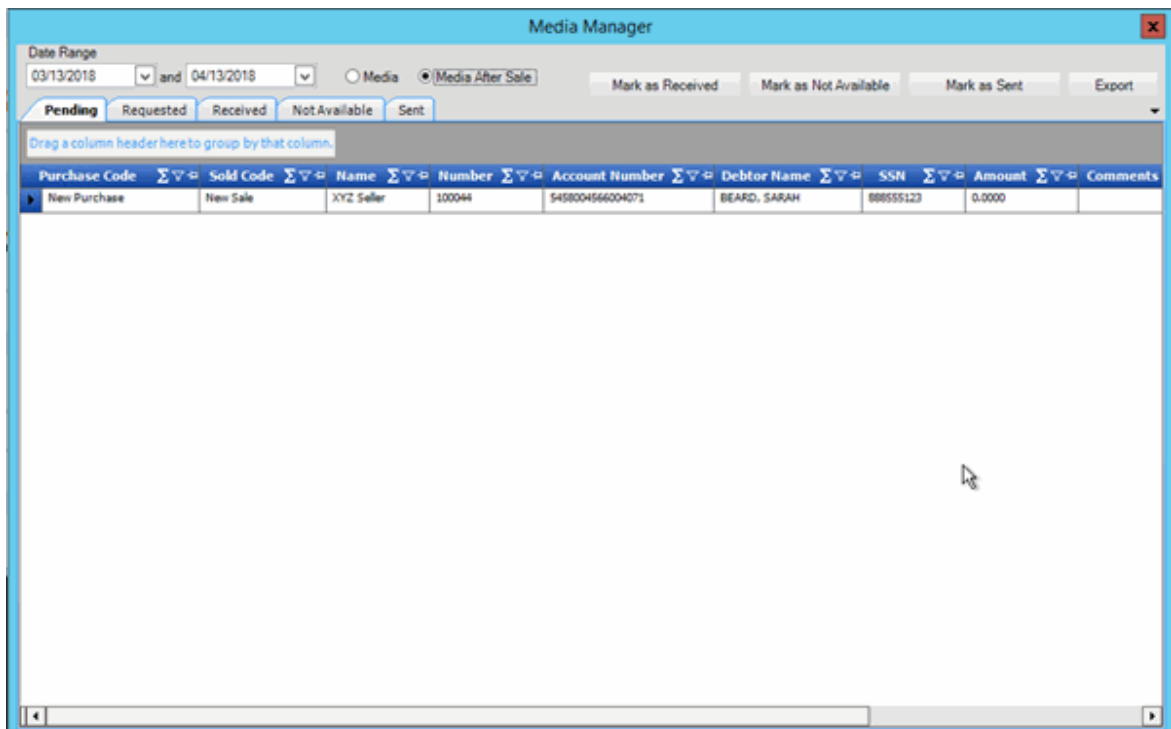 Media Manager
Date Range
03/13/2018 and 04/13/2018 Media Media After Sale Mark as Received Mark as Not Available Mark as Sent Export
Pending Requested Received Not Available Sent
Drag a column header here to group by that column.
Purchase Code Sold Code Name Number Account Number Debtor Name SSN Amount Comments
New Purchase New Sale XYZ Seller 100044 5458004566004071 BEARD, SARAH 888555123 0.0000